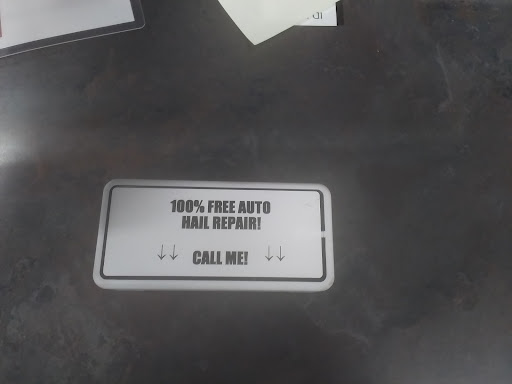 100% FREE AUTO
HAIL REPAIR!
↓↓ CALL ME! ↓↓